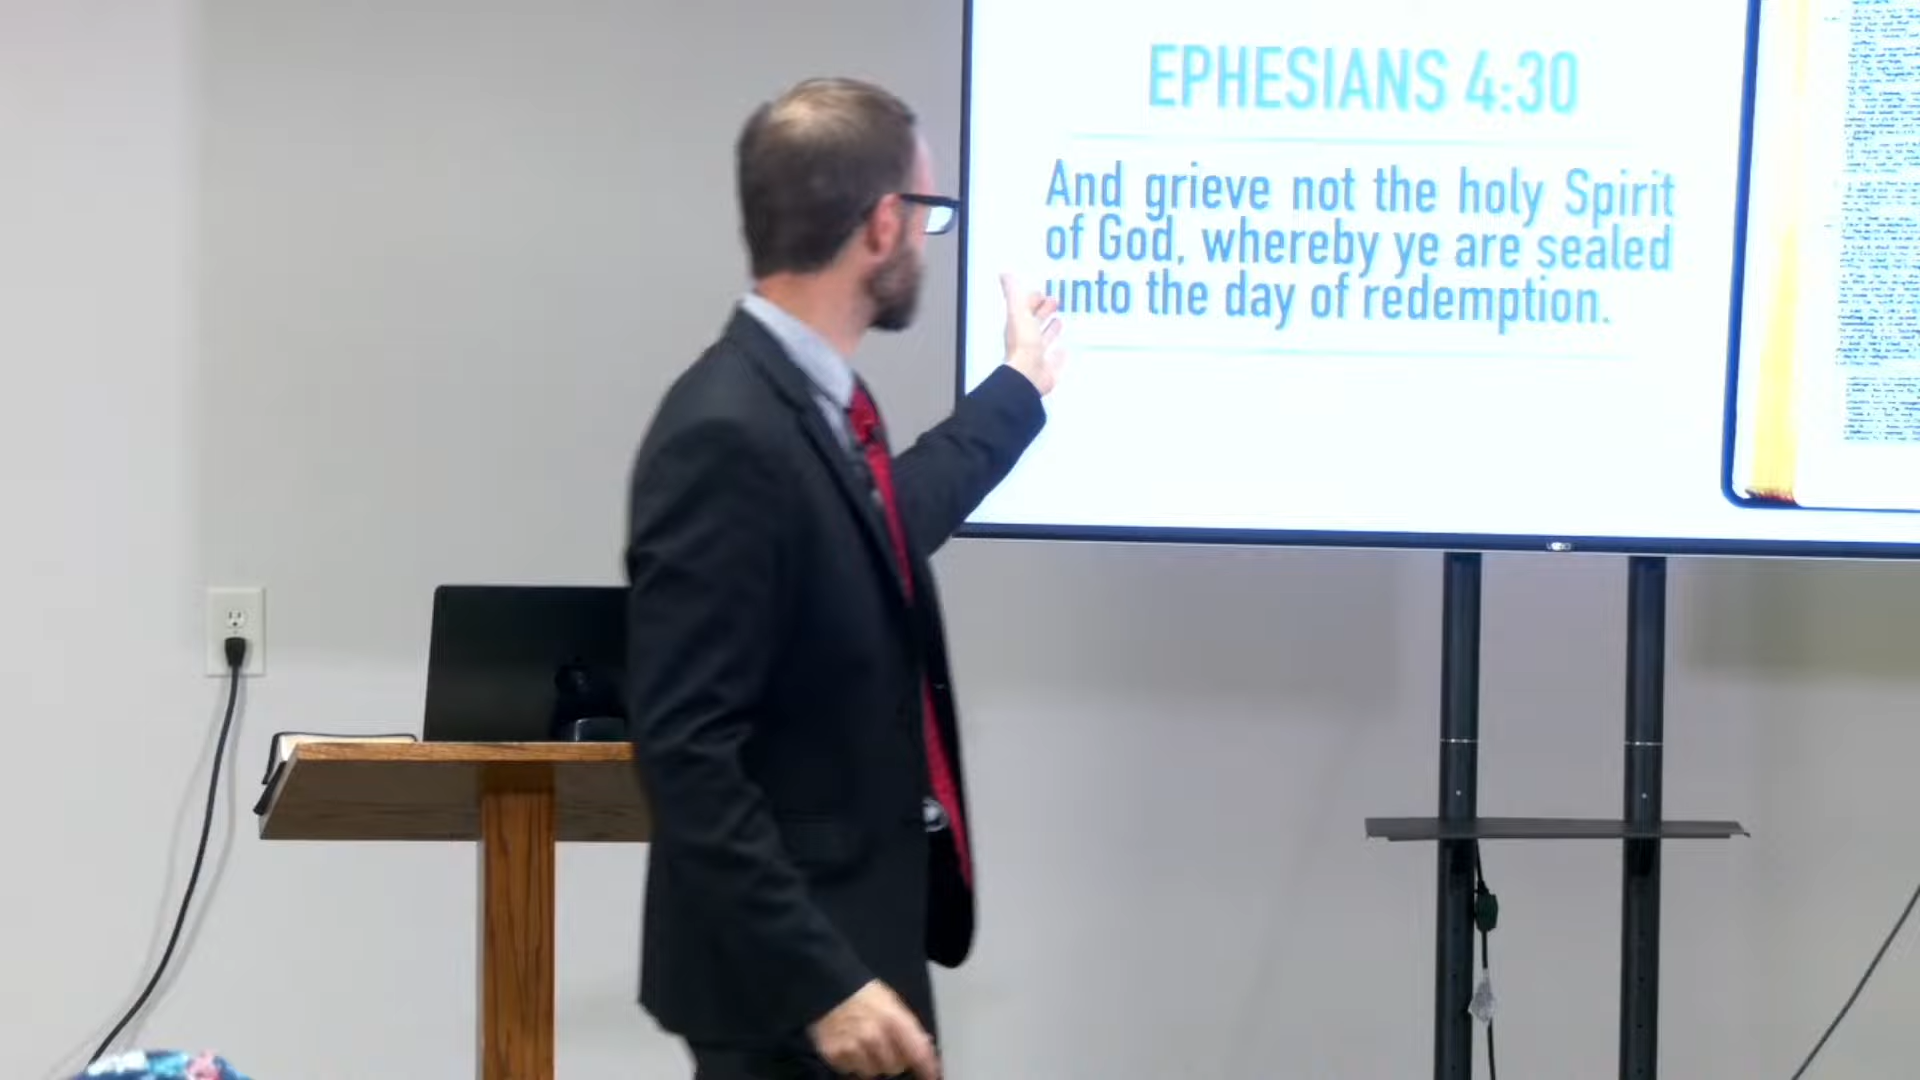 EPHESIANS 4:30
And grieve not the holy Spirit
of God, whereby ye are sealed
unto the day of redemption.